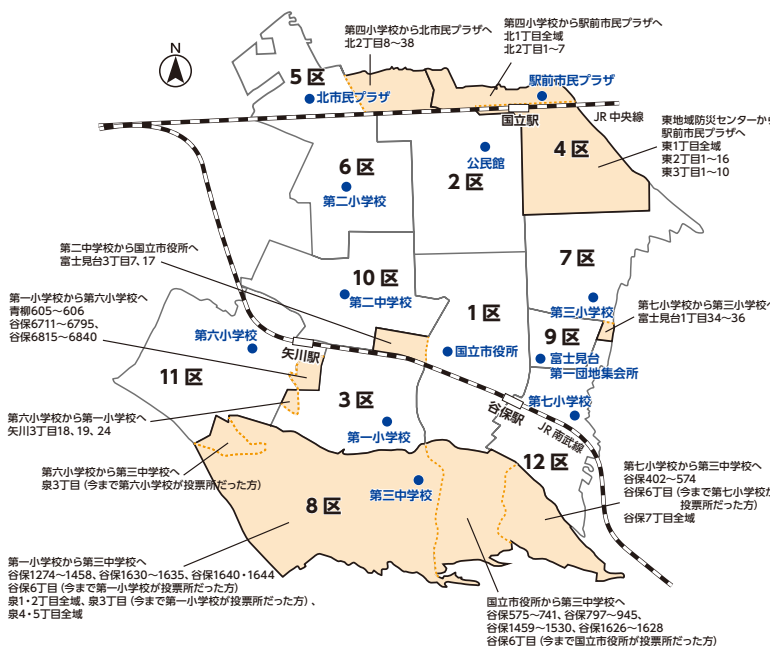 第四小学校から北市民プラザへ
北2丁目8〜38
第四小学校から駅前市民プラザへ
北1丁目全域
北2丁目1〜7
N
5区
北市民プラザ
駅前市民プラザ
国立駅
JR中央線
東地域防災センターから
駅前市民プラザへ
東1丁目全域
東2丁目1〜16
東3丁目1〜10
4区
公民館
2区
6区
第二小学校
第二中学校から国立市役所へ
富士見台3丁目7、17
7区
10区
第二中学校
第三小学校
第一小学校から第六小学校へ
青柳605〜606
谷保6711〜6795、
谷保6815〜6840
第七小学校から第三小学校へ
富士見台1丁目34〜36
1区
第六小学校
矢川駅
国立市役所
9区
富士見台
第一団地集会所
11区
3区
谷保駅
第七小学校
JR南武線
第六小学校から第一小学校へ
矢川3丁目18、19、24
第一小学校
12区
第六小学校から第三中学校へ
泉3丁目(今まで第六小学校が投票所だった方)
第三中学校
第七小学校から第三中学校へ
谷保402〜574
谷保6丁目(今まで第七小学校が
投票所だった方)
谷保7丁目全域
8区
第一小学校から第三中学校へ
谷保1274〜1458、谷保1630〜1635、谷保1640・1644
谷保6丁目(今まで第一小学校が投票所だった方)
泉1・2丁目全域、泉3丁目(今まで第一小学校が投票所だった方)、
泉4・5丁目全域
国立市役所から第三中学校へ
谷保575〜741、谷保797〜945、
谷保1459〜1530、谷保1626〜1628
谷保6丁目(今まで国立市役所が投票所だった方)